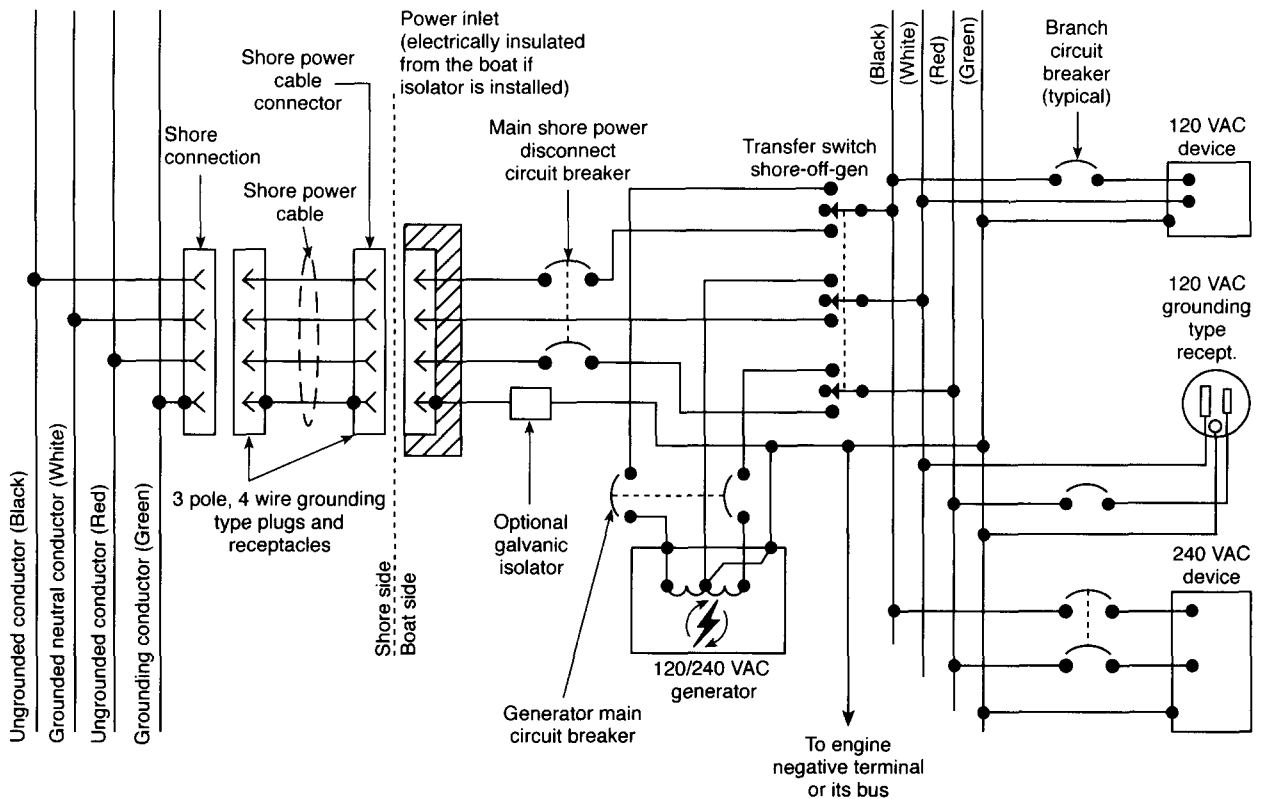 Power inlet
(electrically insulated
from the boat if
isolator is installed)
Shore power
cable
connector
Shore
connection
Shore power
cable
Main shore power
disconnect
circuit breaker
Transfer switch
shore-off-gen
(Black)
(White)
(Red)
(Green)
Branch
circuit
breaker
(typical)
120 VAC
device
120 VAC
grounding
type
recept.
240 VAC
device
3 pole, 4 wire grounding
type plugs and
receptacles
Optional
galvanic
isolator
120/240 VAC
generator
Generator main
circuit breaker
To engine
negative terminal
or its bus
Ungrounded conductor (Black)
Grounded neutral conductor (White)
Ungrounded conductor (Red)
Grounding conductor (Green)
Shore side
Boat side